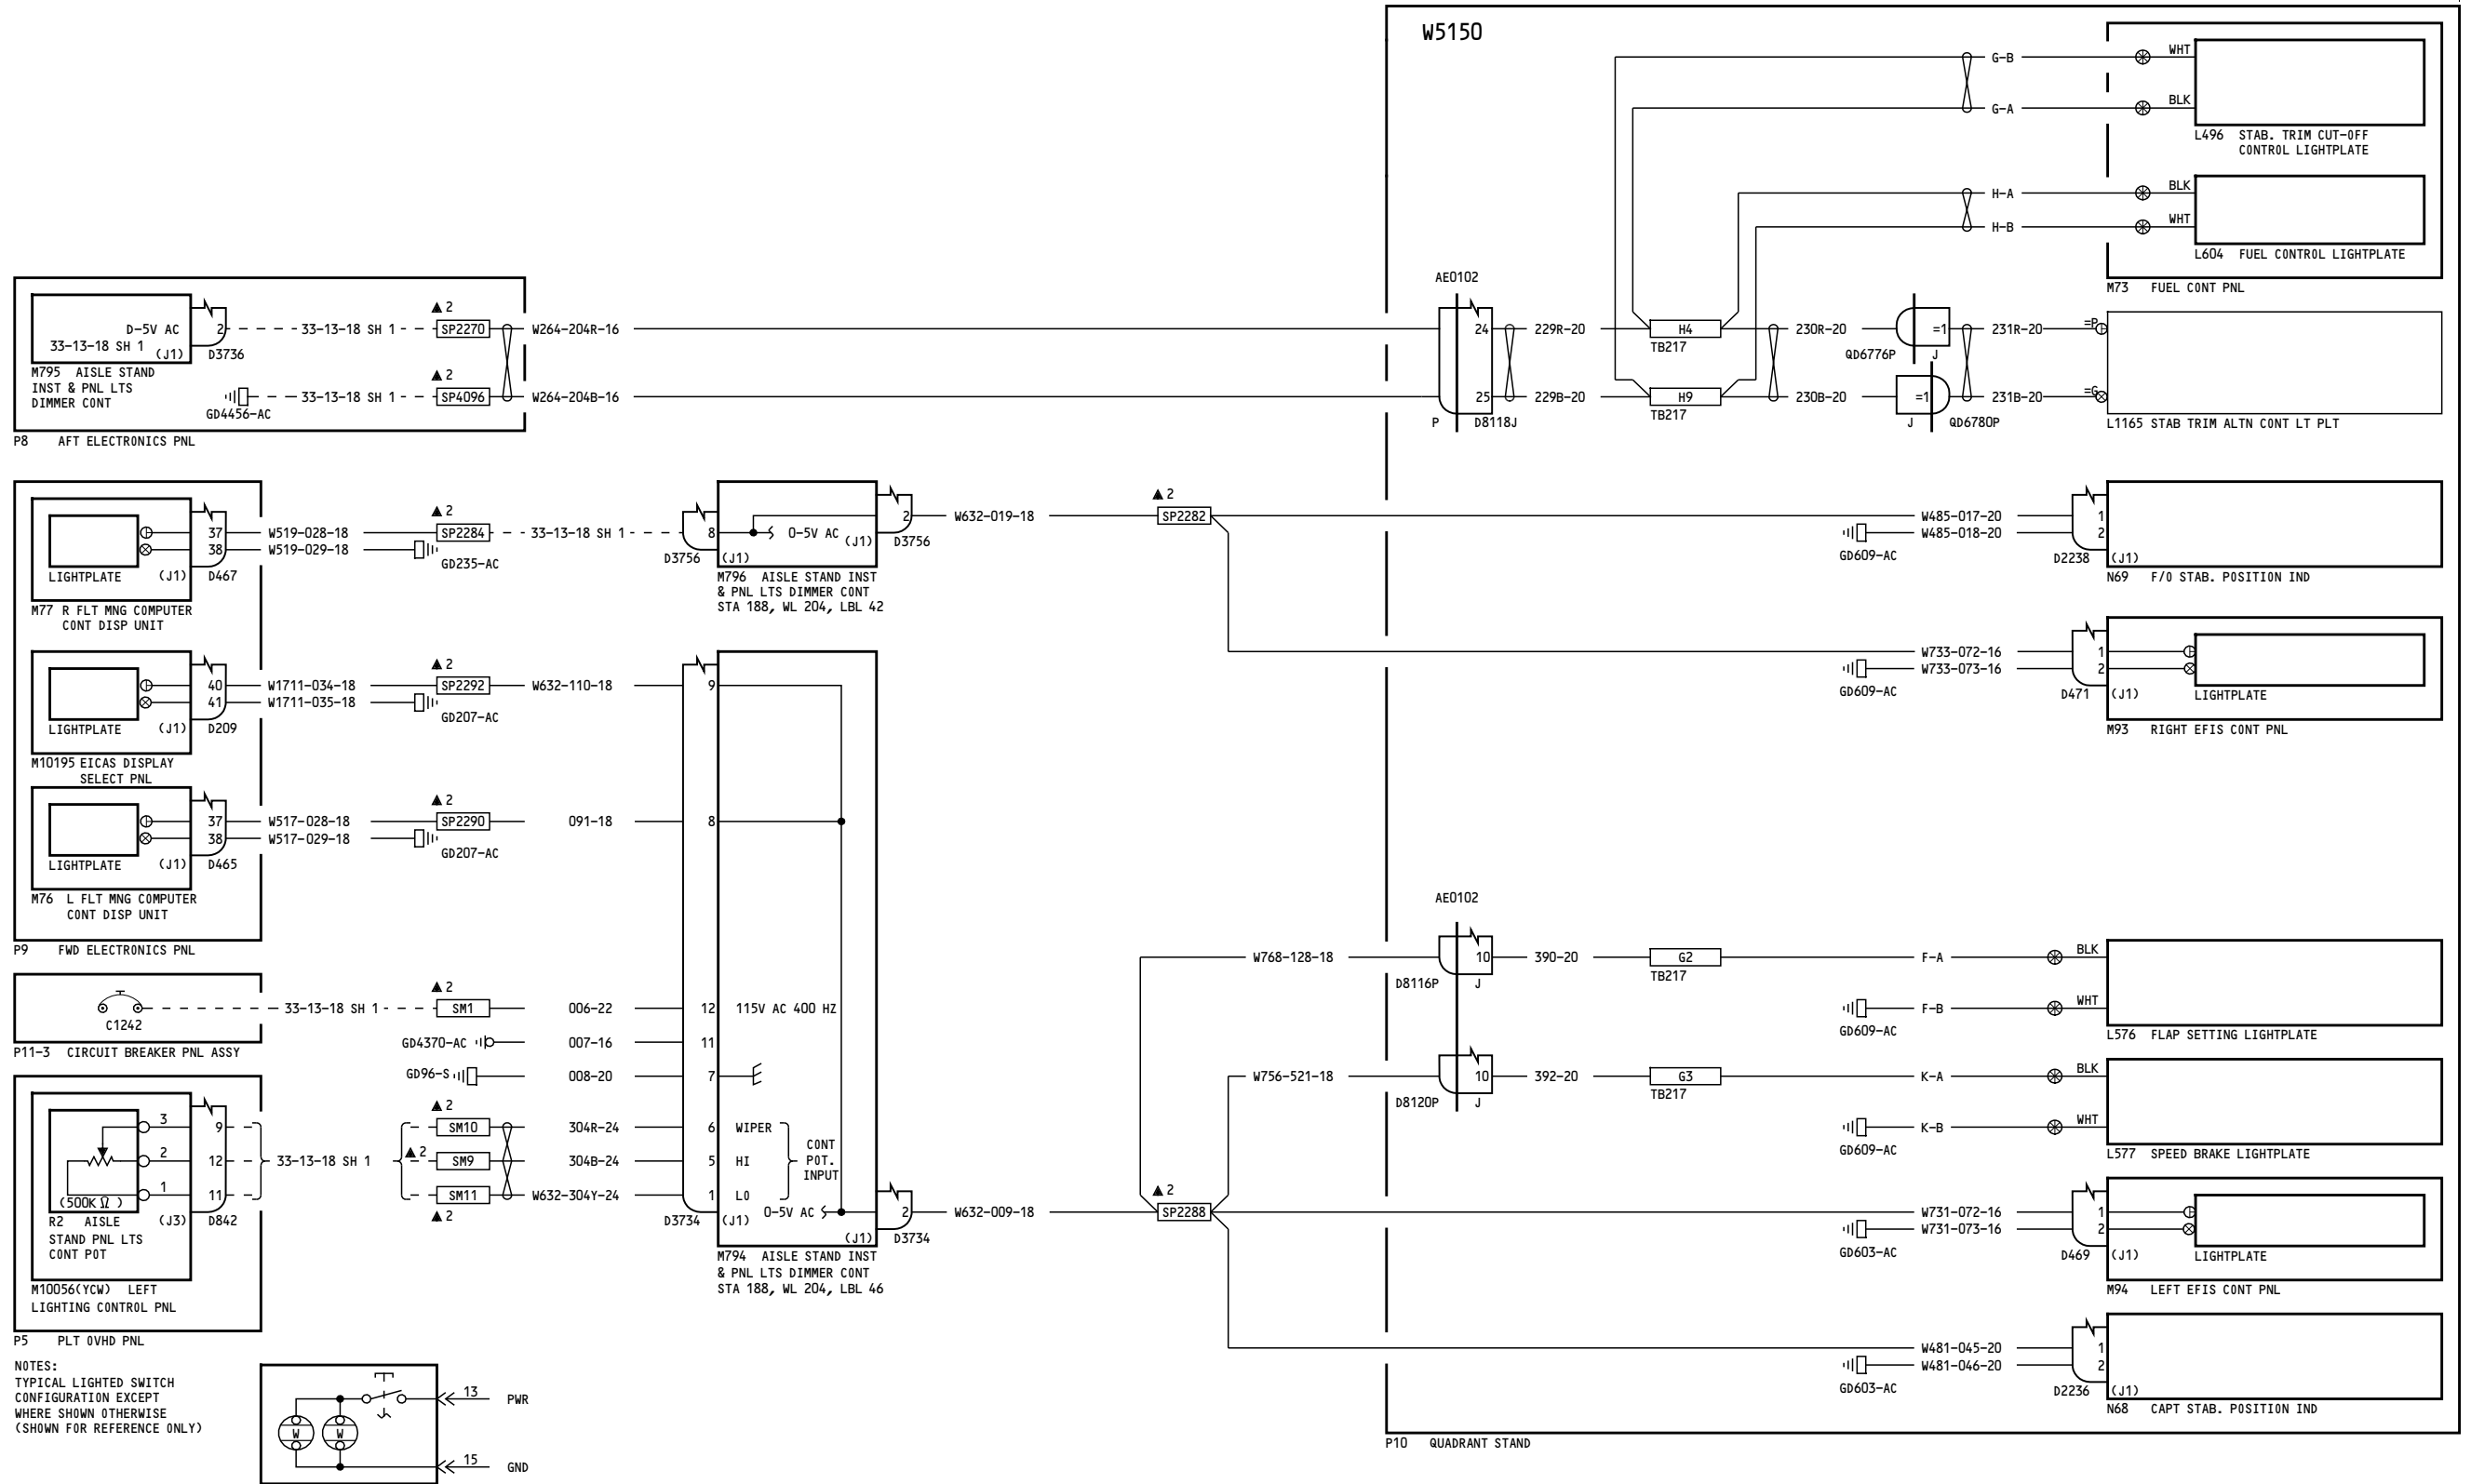 W5150
G-B
WHT
G-A
BLK
L496 STAB. TRIM CUT-OFF
CONTROL LIGHTPLATE
H-A
BLK
H-B
WHT
L604 FUEL CONTROL LIGHTPLATE
M73 FUEL CONT PNL
D-5V AC
33-13-18 SH 1
(J1)
2
D3736
33-13-18 SH 1
▲ 2
SP2270
W264-204R-16
M795 AISLE STAND
INST & PNL LTS
DIMMER CONT
GD4456-AC
33-13-18 SH 1
▲ 2
SP4096
W264-204B-16
P8 AFT ELECTRONICS PNL
AE0102
24
25
P
D8118J
229R-20
H4
TB217
230R-20
=1
QD6776P
J
231R-20
=P
229B-20
H9
TB217
230B-20
=1
J
QD6780P
231B-20
=G
L1165 STAB TRIM ALTN CONT LT PLT
LIGHTPLATE
(J1)
37
38
D467
W519-028-18
W519-029-18
▲ 2
SP2284
GD235-AC
33-13-18 SH 1
M77 R FLT MNG COMPUTER
CONT DISP UNIT
8
D3756
(J1)
0-5V AC
(J1)
2
D3756
M796 AISLE STAND INST
& PNL LTS DIMMER CONT
STA 188, WL 204, LBL 42
W632-019-18
▲ 2
SP2282
W485-017-20
W485-018-20
GD609-AC
1
2
D2238
(J1)
N69 F/O STAB. POSITION IND
W733-072-16
W733-073-16
GD609-AC
1
2
D471
(J1)
LIGHTPLATE
M93 RIGHT EFIS CONT PNL
LIGHTPLATE
(J1)
40
41
D209
W1711-034-18
W1711-035-18
▲ 2
SP2292
GD207-AC
W632-110-18
9
M10195 EICAS DISPLAY
SELECT PNL
LIGHTPLATE
(J1)
37
38
D465
W517-028-18
W517-029-18
▲ 2
SP2290
GD207-AC
091-18
8
M76 L FLT MNG COMPUTER
CONT DISP UNIT
P9 FWD ELECTRONICS PNL
C1242
33-13-18 SH 1
▲ 2
SM1
006-22
12
115V AC 400 HZ
P11-3 CIRCUIT BREAKER PNL ASSY
GD4370-AC
007-16
11
GD96-S
008-20
7
3
2
1
(500KΩ)
R2 AISLE
STAND PNL LTS
CONT POT
(J3)
9
12
11
D842
33-13-18 SH 1
▲ 2
SM10
▲ 2
SM9
SM11
▲ 2
304R-24
304B-24
W632-304Y-24
6
5
1
WIPER
HI
LO
CONT
POT.
INPUT
D3734
(J1)
0-5V AC
(J1)
2
D3734
M794 AISLE STAND INST
& PNL LTS DIMMER CONT
STA 188, WL 204, LBL 46
M10056(YCW) LEFT
LIGHTING CONTROL PNL
P5 PLT OVHD PNL
W632-009-18
▲ 2
SP2288
AE0102
W768-128-18
D8116P
10
J
390-20
G2
TB217
F-A
BLK
GD609-AC
F-B
WHT
L576 FLAP SETTING LIGHTPLATE
W756-521-18
D8120P
10
J
392-20
G3
TB217
K-A
BLK
GD609-AC
K-B
WHT
L577 SPEED BRAKE LIGHTPLATE
W731-072-16
W731-073-16
GD603-AC
1
2
D469
(J1)
LIGHTPLATE
M94 LEFT EFIS CONT PNL
W481-045-20
W481-046-20
GD603-AC
1
2
D2236
(J1)
N68 CAPT STAB. POSITION IND
P10 QUADRANT STAND
NOTES:
TYPICAL LIGHTED SWITCH
CONFIGURATION EXCEPT
WHERE SHOWN OTHERWISE
(SHOWN FOR REFERENCE ONLY)
W
W
13
PWR
15
GND